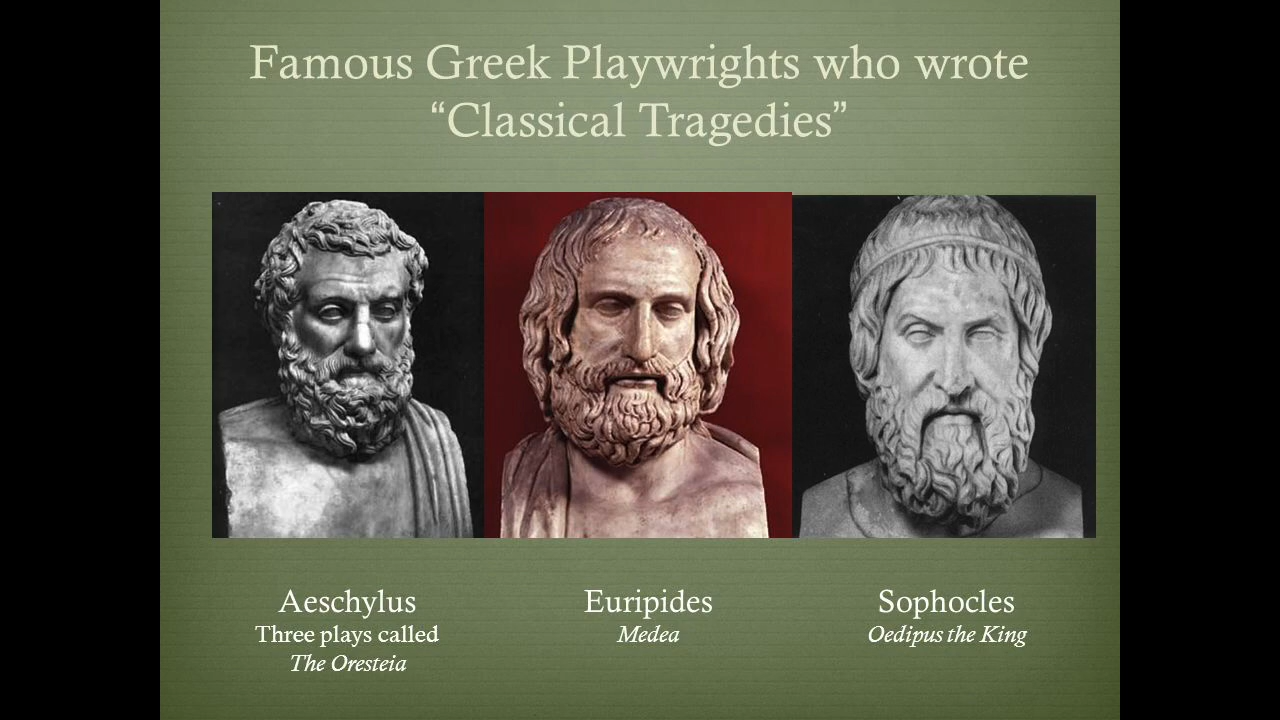 Famous Greek Playwrights who wrote
“Classical Tragedies”
Aeschylus
Three plays called
The Oresteia
Euripides
Medea
Sophocles
Oedipus the King